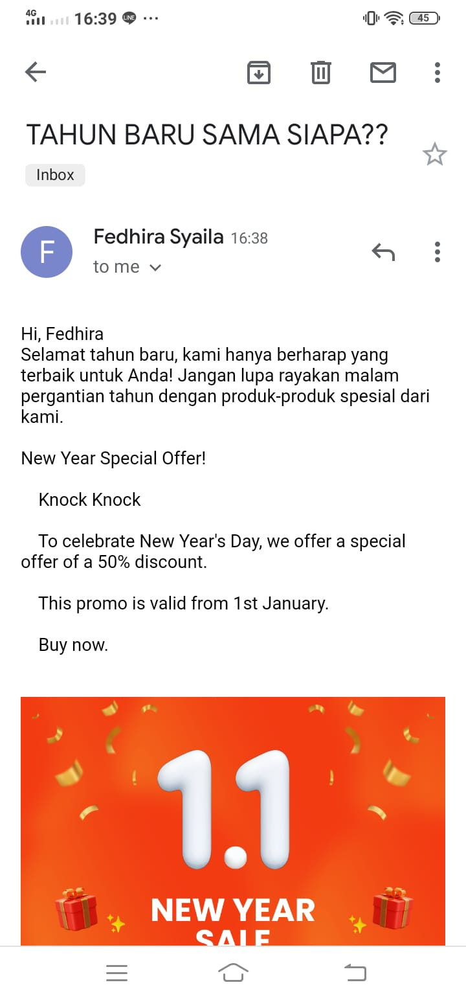 4G 16:39 LINE ... 45
TAHUN BARU SAMA SIAPA??
Inbox
F
Fedhira Syaila 16:38
to me
Hi, Fedhira
Selamat tahun baru, kami hanya berharap yang
terbaik untuk Anda! Jangan lupa rayakan malam
pergantian tahun dengan produk-produk spesial dari
kami.
New Year Special Offer!
Knock Knock
To celebrate New Year's Day, we offer a special
offer of a 50% discount.
This promo is valid from 1st January.
Buy now.
1.1
NEW YEAR
SALE